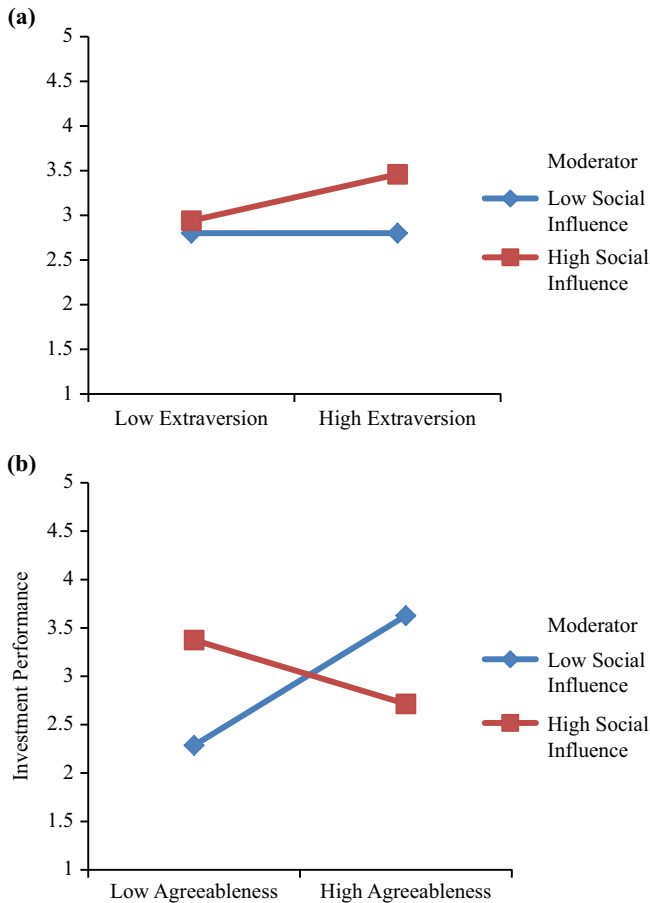 (a)
5
4.5
4
3.5
3
2.5
2
1.5
1
Low Extraversion
High Extraversion
Moderator
Low Social
Influence
High Social
Influence
(b)
Investment Performance
5
4.5
4
3.5
3
2.5
2
1.5
1
Low Agreeableness
High Agreeableness
Moderator
Low Social
Influence
High Social
Influence